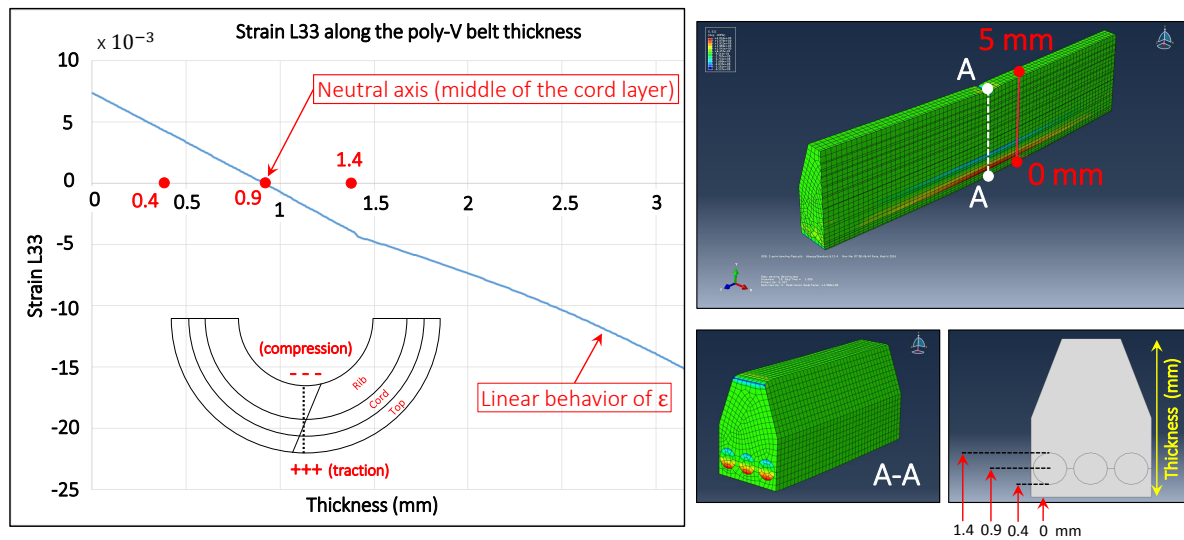 Strain L33 along the poly-V belt thickness
x 10⁻³
10
5
0
-5
-10
-15
-20
-25
Strain L33
Neutral axis (middle of the cord layer)
1.4
0.4
0.9
0
0.5
1
1.5
2
2.5
3
(compression)
- - -
Rib
Cord
Top
+++ (traction)
Linear behavior of ε
Thickness (mm)
5 mm
A
A
0 mm
A-A
Thickness (mm)
1.4
0.9
0.4
0
mm